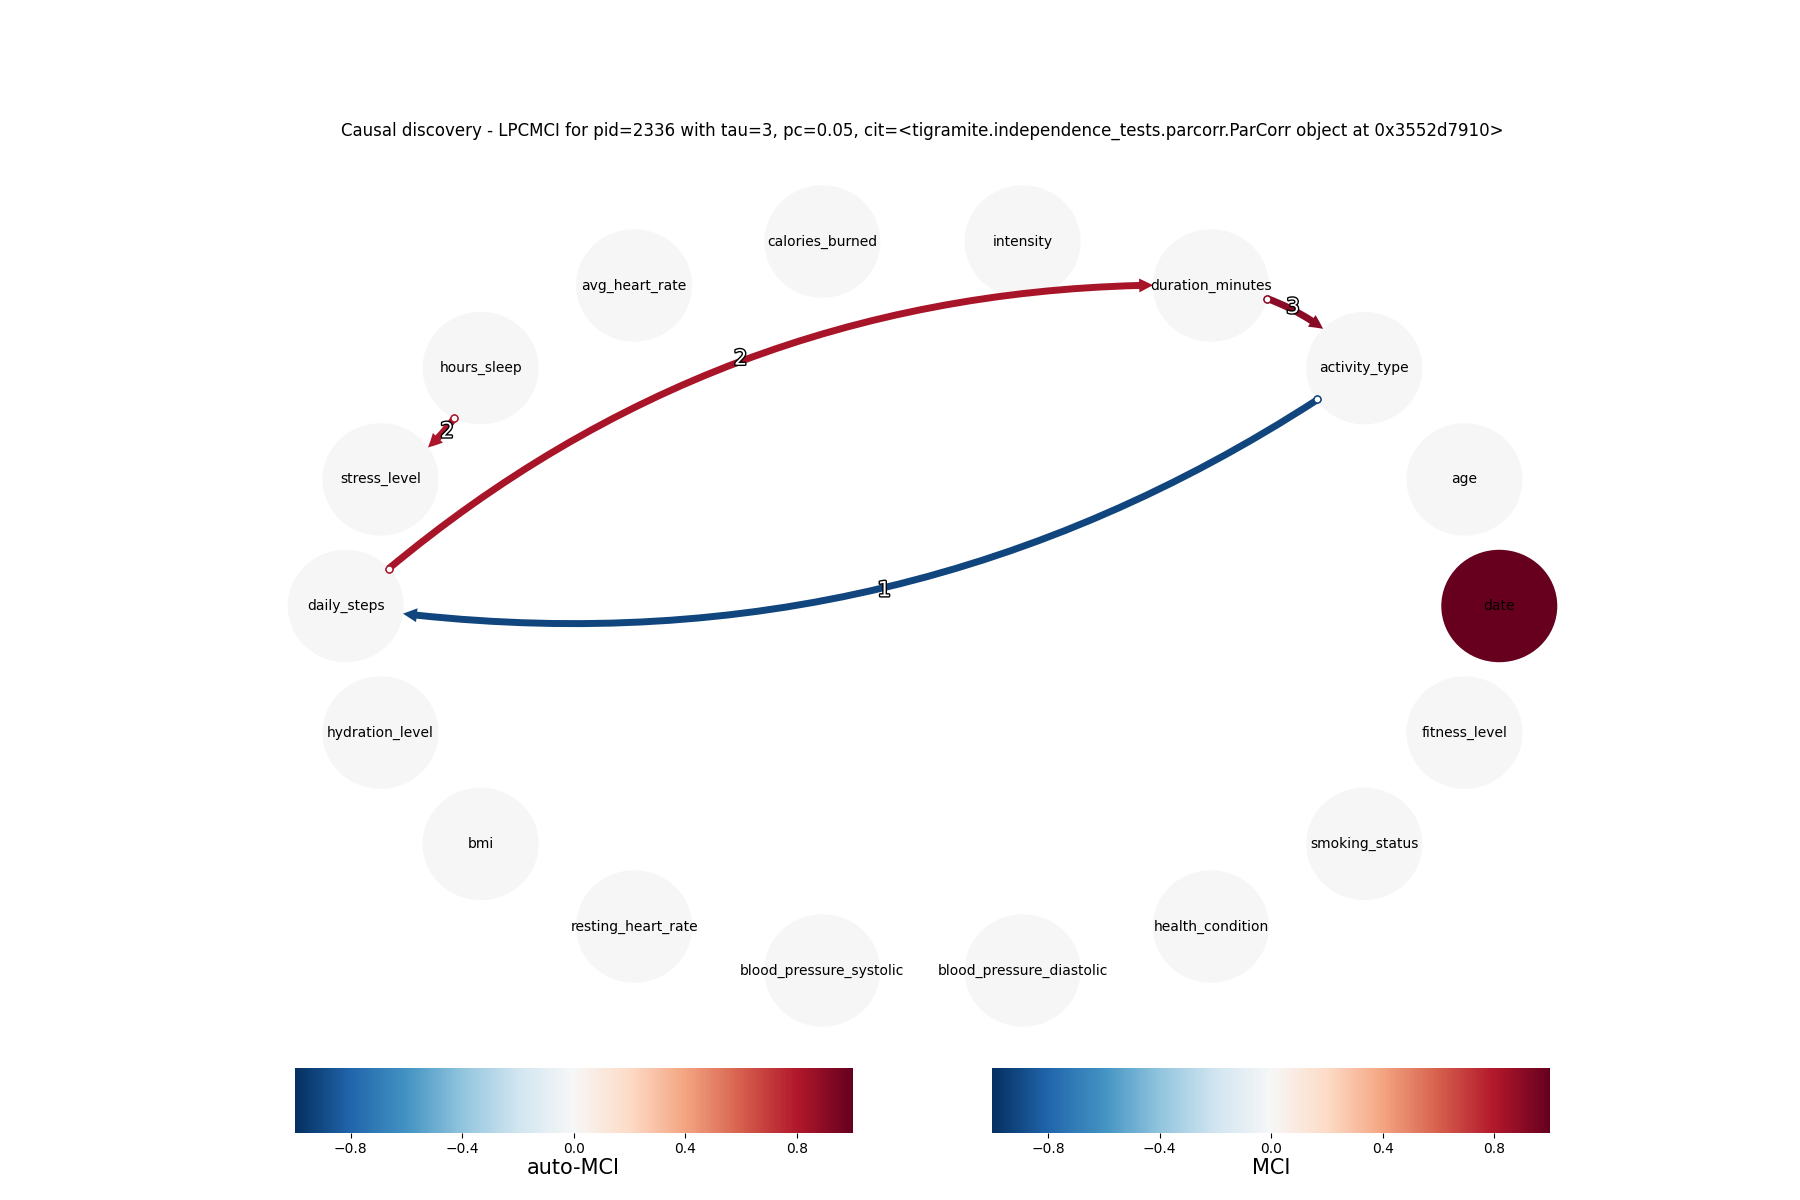 Causal discovery - LPCMCI for pid=2336 with tau=3, pc=0.05, cit=<tigramite.independence_tests.parcorr.ParCorr object at 0x3552d7910>
calories_burned
intensity
avg_heart_rate
duration_minutes
3
2
hours_sleep
activity_type
2
stress_level
age
1
daily_steps
date
hydration_level
fitness_level
bmi
smoking_status
resting_heart_rate
health_condition
blood_pressure_systolic
blood_pressure_diastolic
−0.8 −0.4 0.0 0.4 0.8
auto-MCI
−0.8 −0.4 0.0 0.4 0.8
MCI